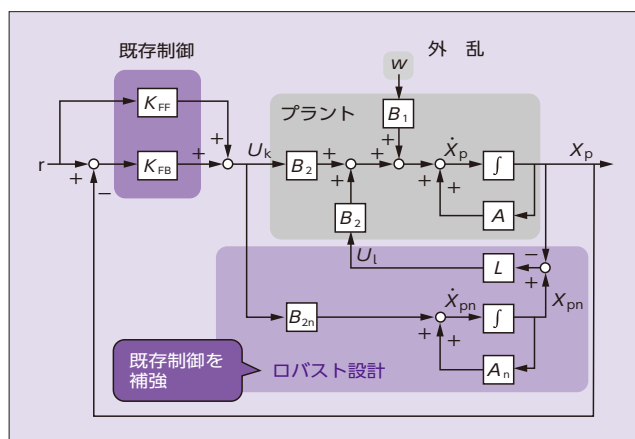 既存制御
外 乱
w
プラント
K_FF
B_1
r
+
−
K_FB
+
+
U_k
B_2
+
+
+
+
Ẋ_p
+
+
∫
X_p
A
B_2
U_l
L
−
+
B_2n
Ẋ_pn
+
+
∫
X_pn
A_n
既存制御を
補強
ロバスト設計